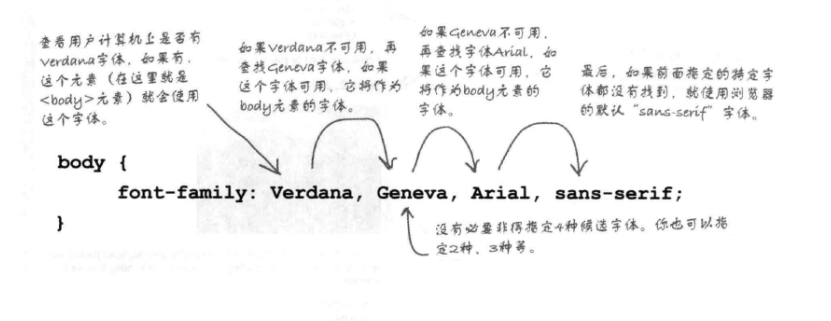 查看用户计算机上是否有
Verdana字体，如果有，
这个元素（在这里就是
<body>元素）就会使用
这个字体。
如果Verdana不可用，再
查找Geneva字体，如果
这个字体可用，它将作为
body元素的字体。
如果Geneva不可用，
再查找字体Arial，如
果这个字体可用，它
将作为body元素的
字体。
最后，如果前面指定的特定字
体都没有找到，就使用浏览器
的默认“sans-serif”字体。
body {
font-family: Verdana, Geneva, Arial, sans-serif;
}
没有必要非得指定4种候选字体。你也可以指
定2种、3种等。